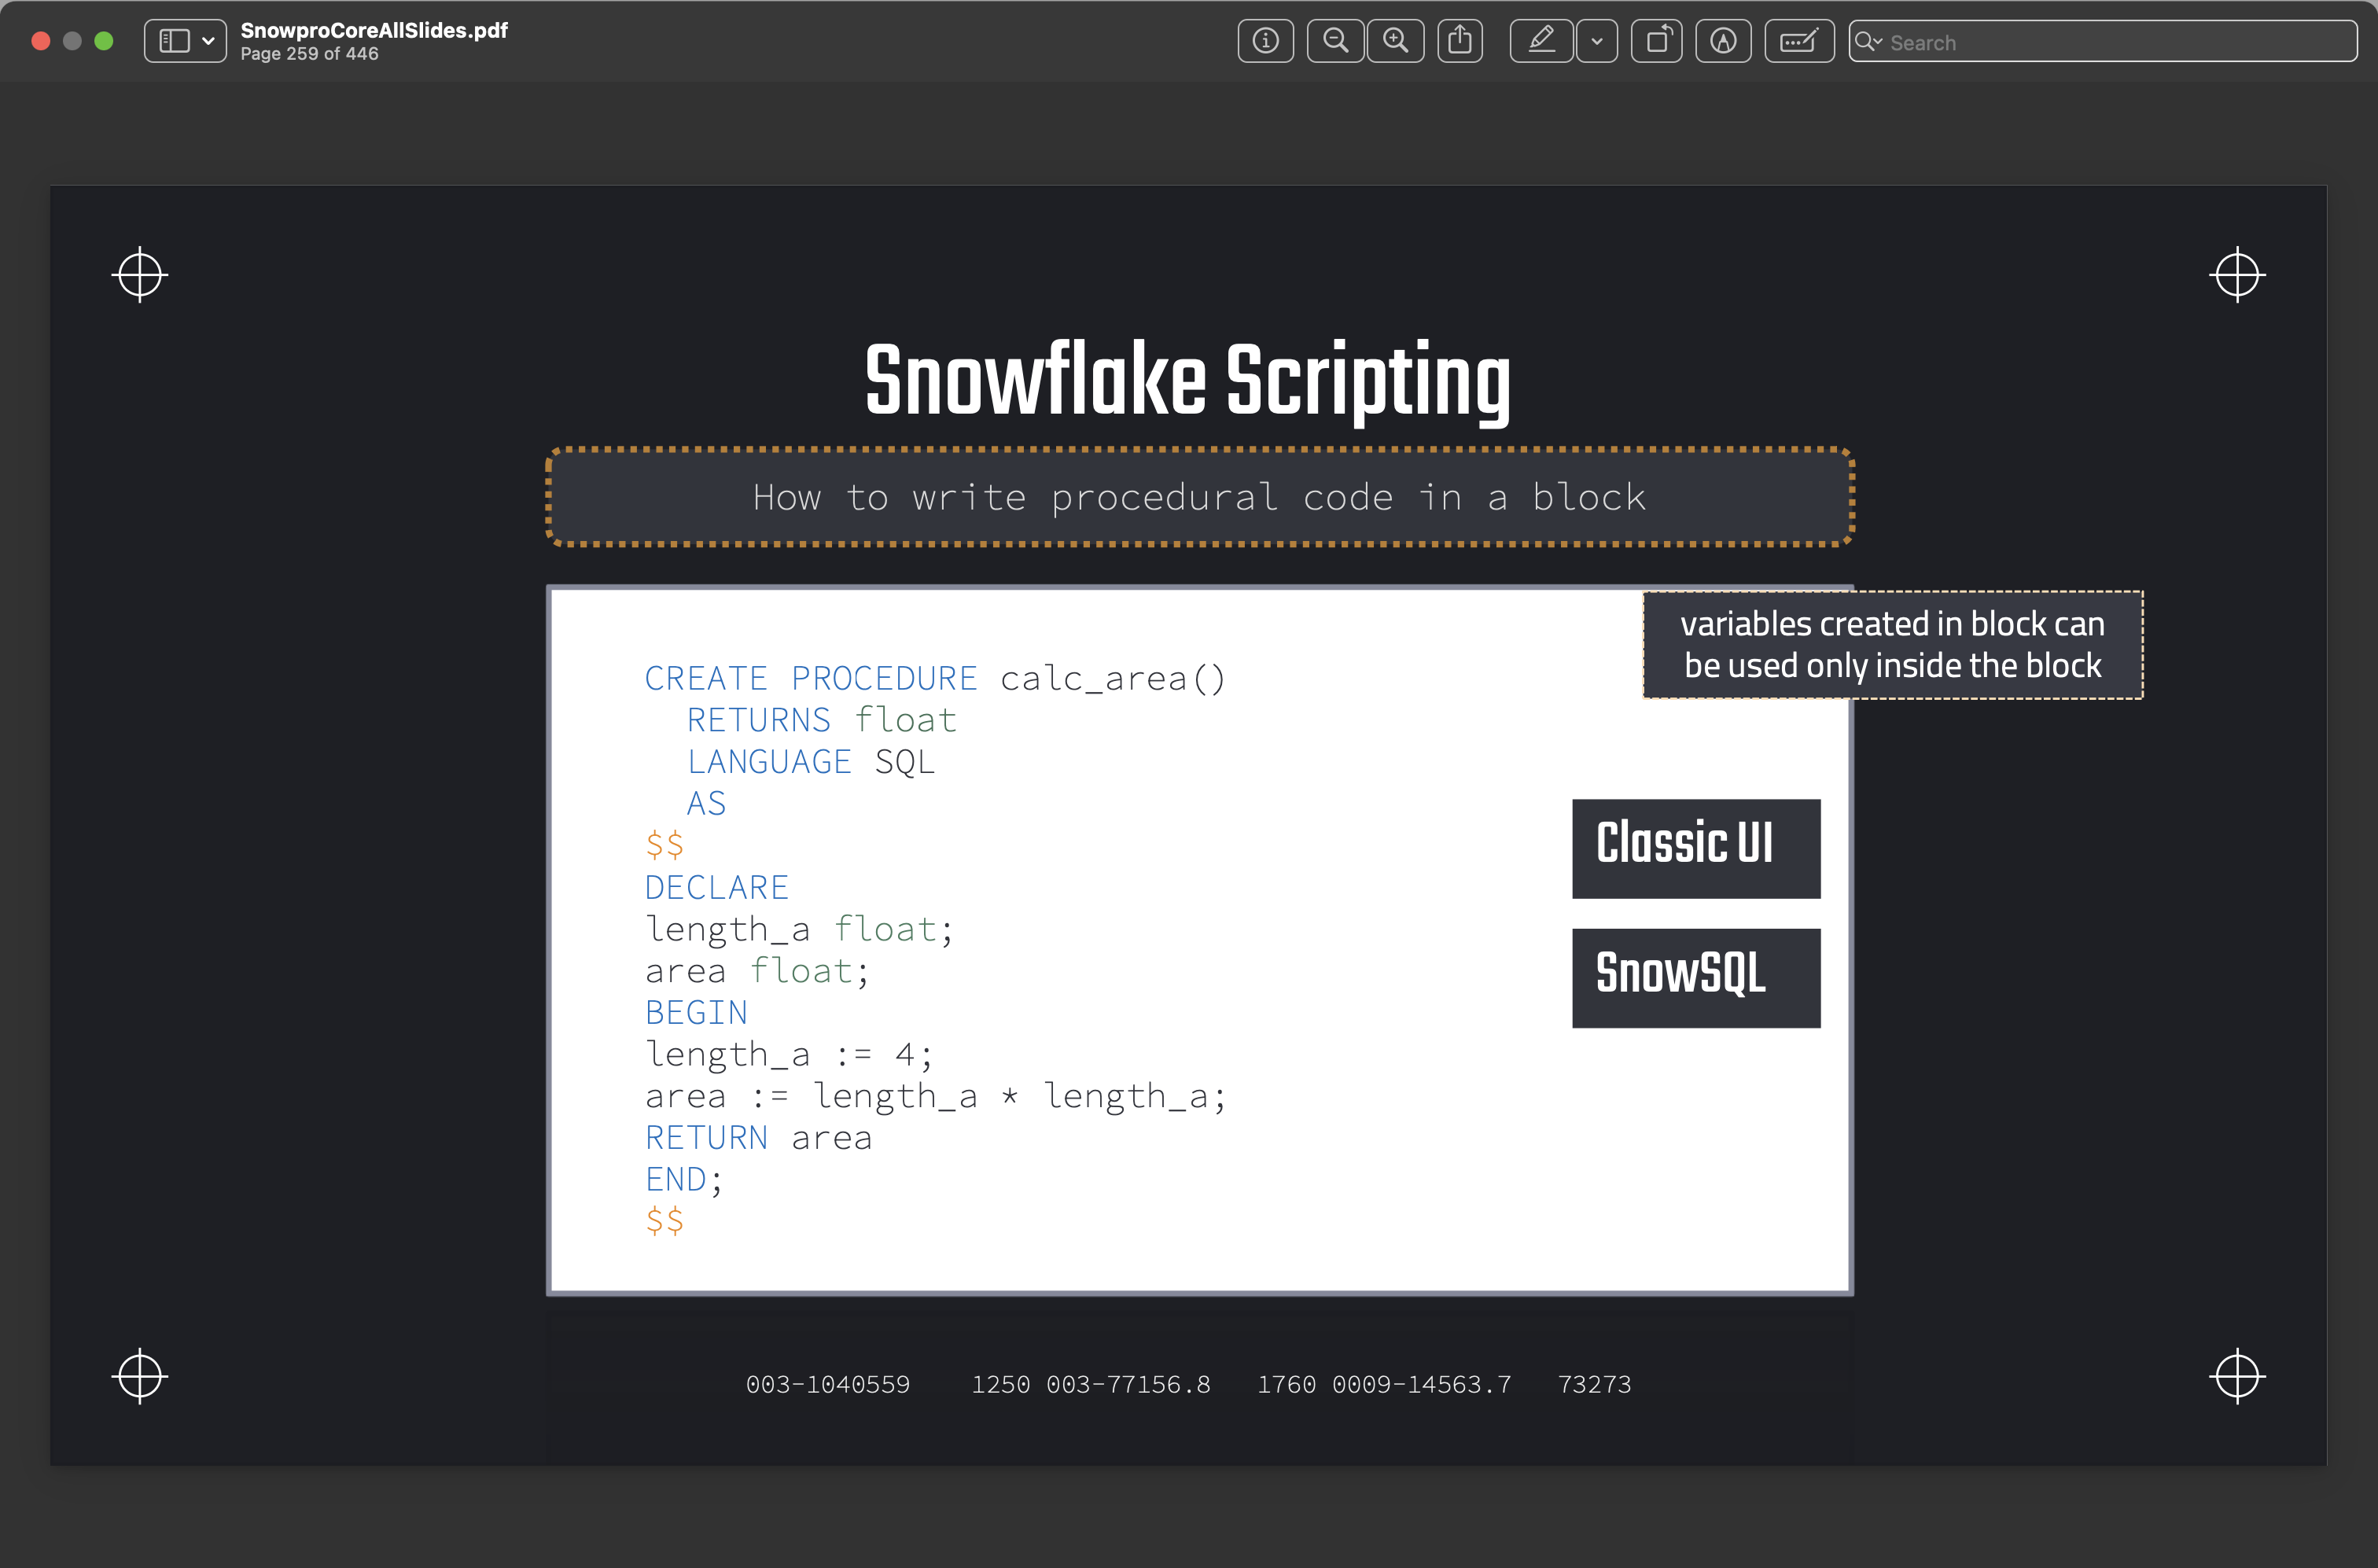 SnowproCoreAllSlides.pdf
Page 259 of 446
Search
Snowflake Scripting
How to write procedural code in a block
variables created in block can
be used only inside the block
CREATE PROCEDURE calc_area()
RETURNS float
LANGUAGE SQL
AS
$$
DECLARE
length_a float;
area float;
BEGIN
length_a := 4;
area := length_a * length_a;
RETURN area
END;
$$
Classic UI
SnowSQL
003-1040559 1250 003-77156.8 1760 0009-14563.7 73273